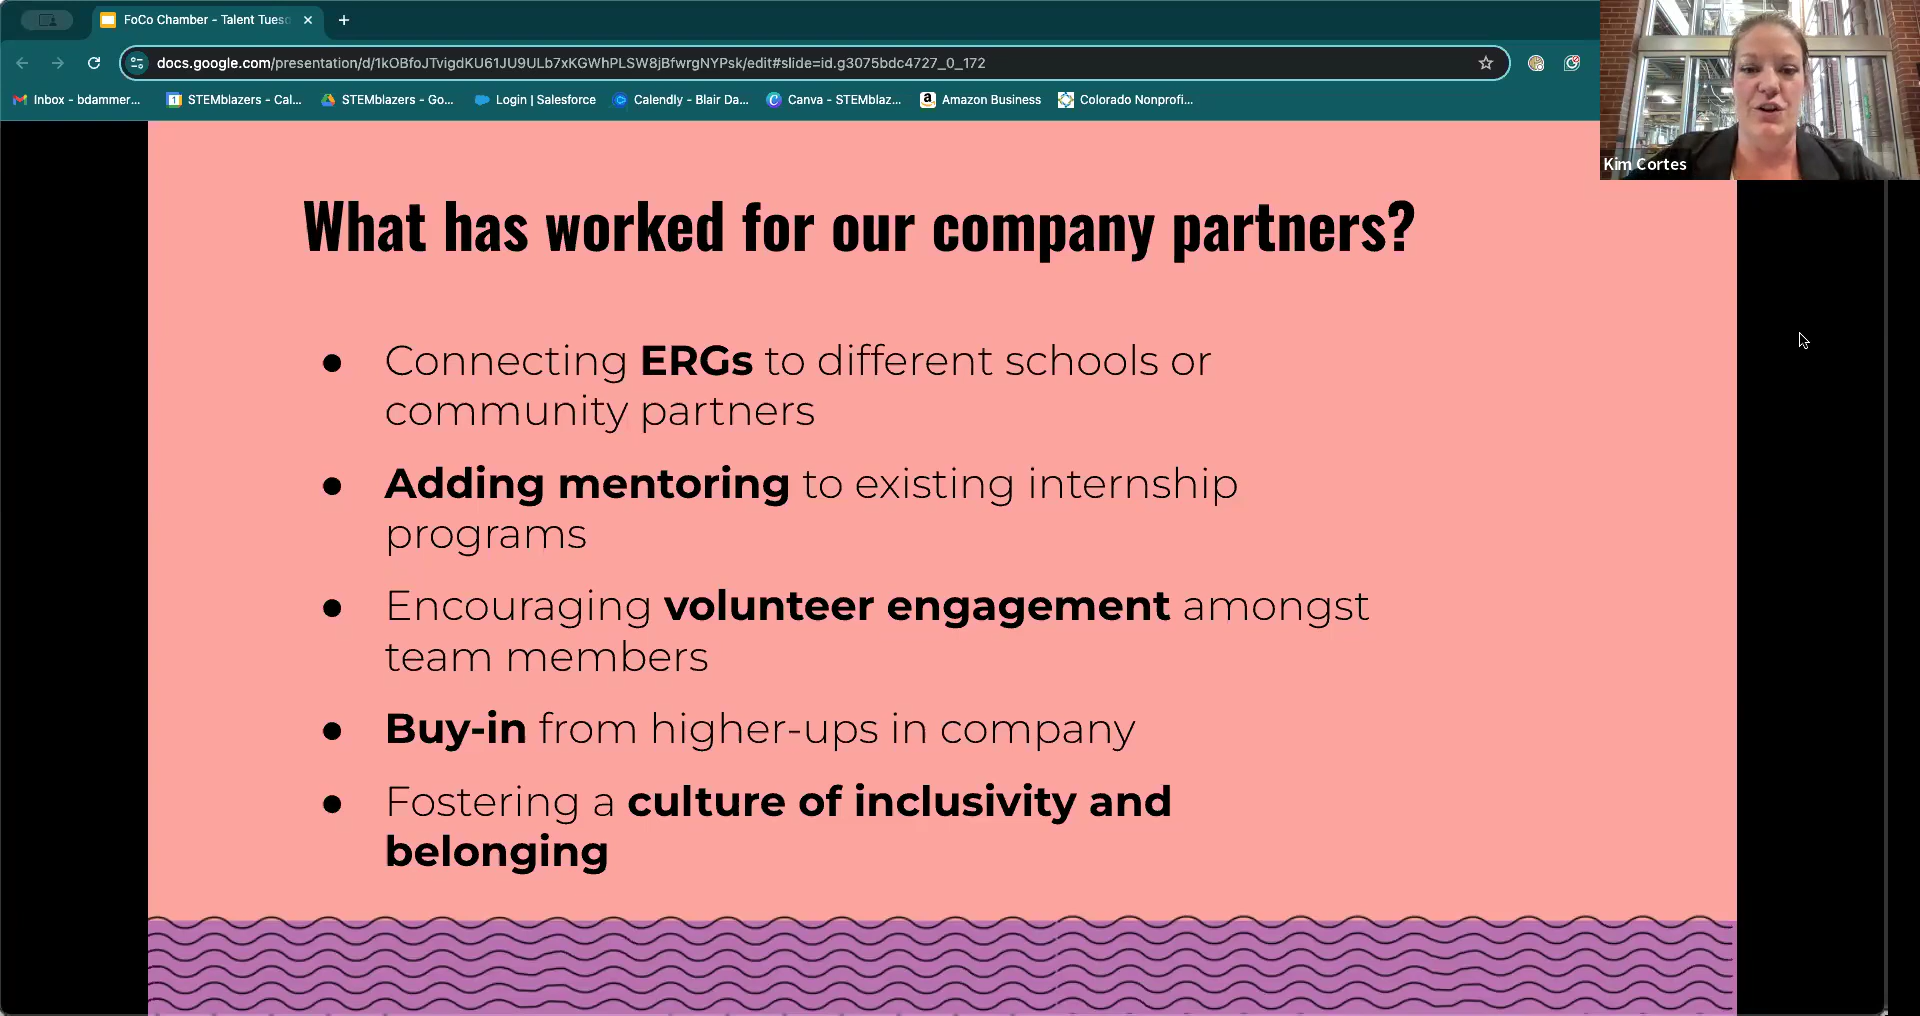 FoCo Chamber - Talent Tues
docs.google.com/presentation/d/1kOBfoJTvigdKU61JU9ULb7xKGWhPLSW8jBfwrgNYPsk/edit#slide=id.g3075bdc4727_0_172
Inbox - bdammer... STEMblazers - Cal... STEMblazers - Go... Login | Salesforce Calendly - Blair Da... Canva - STEMblaz... Amazon Business Colorado Nonprofi...
Kim Cortes
What has worked for our company partners?
● Connecting ERGs to different schools or
community partners
● Adding mentoring to existing internship
programs
● Encouraging volunteer engagement amongst
team members
● Buy-in from higher-ups in company
● Fostering a culture of inclusivity and
belonging